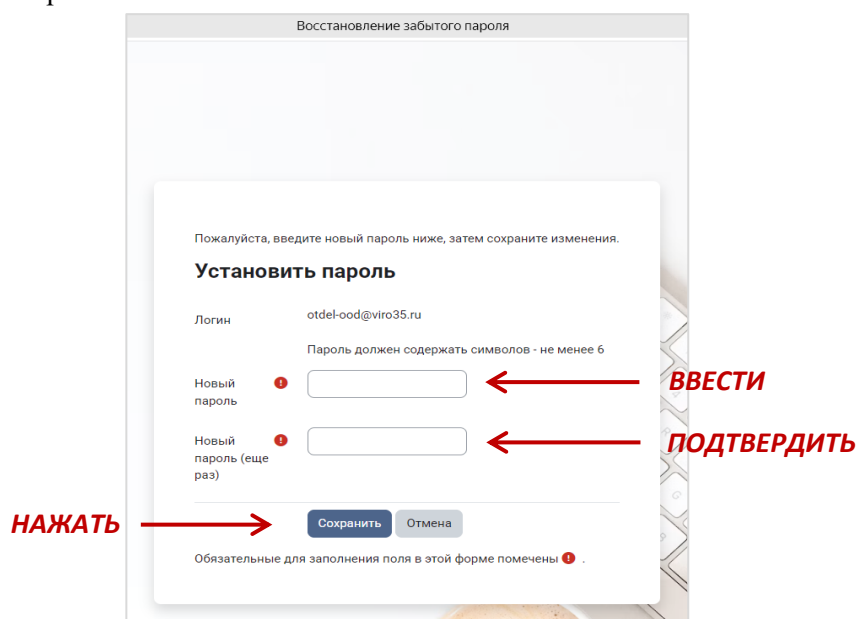 Восстановление забытого пароля
Пожалуйста, введите новый пароль ниже, затем сохраните изменения.
Установить пароль
Логин
otdel-ood@viro35.ru
Пароль должен содержать символов - не менее 6
Новый
пароль
ВВЕСТИ
Новый
пароль (еще
раз)
ПОДТВЕРДИТЬ
НАЖАТЬ
Сохранить
Отмена
Обязательные для заполнения поля в этой форме помечены .